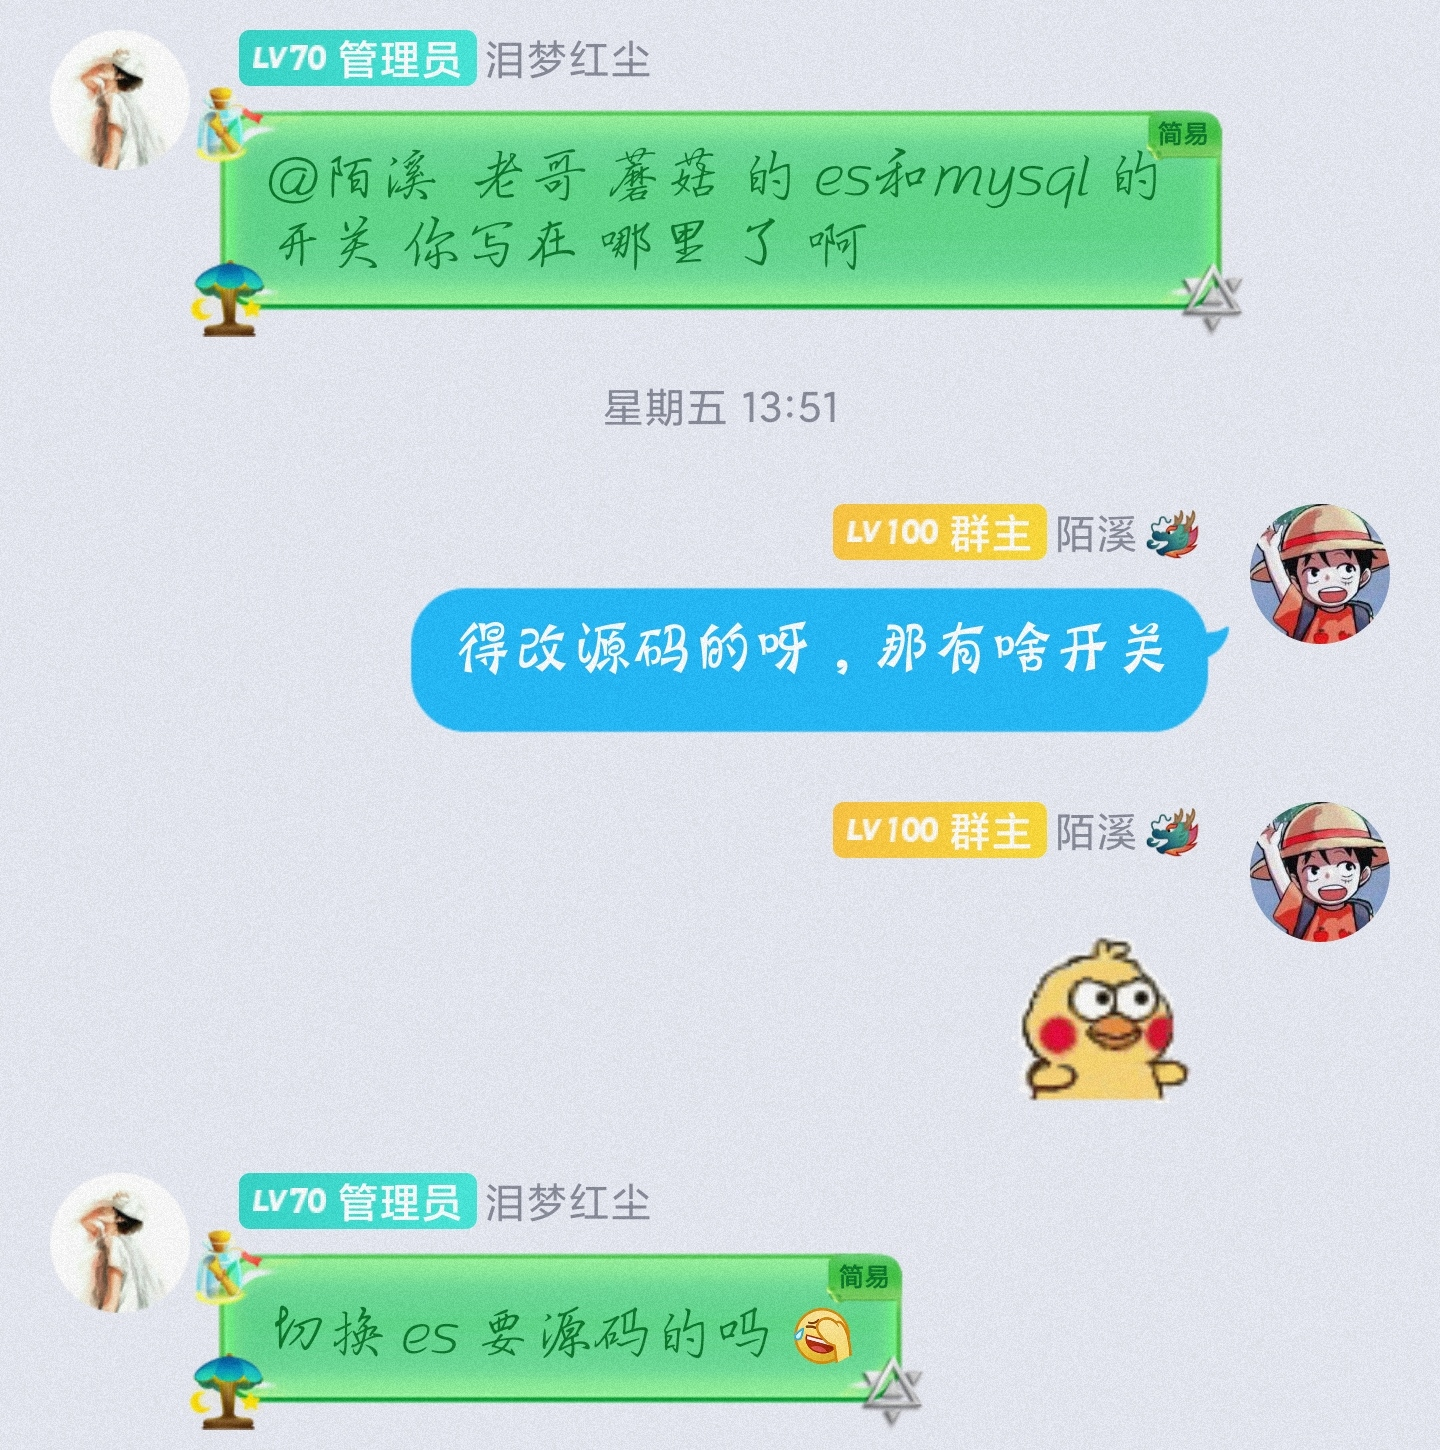 LV70 管理员 泪梦红尘
简易
@陌溪 老哥 蘑菇 的 es和mysql 的
开关 你写在 哪里 了 啊
星期五 13:51
LV100 群主 陌溪
得改源码的呀，那有啥开关
LV100 群主 陌溪
LV70 管理员 泪梦红尘
简易
切换 es 要源码的吗